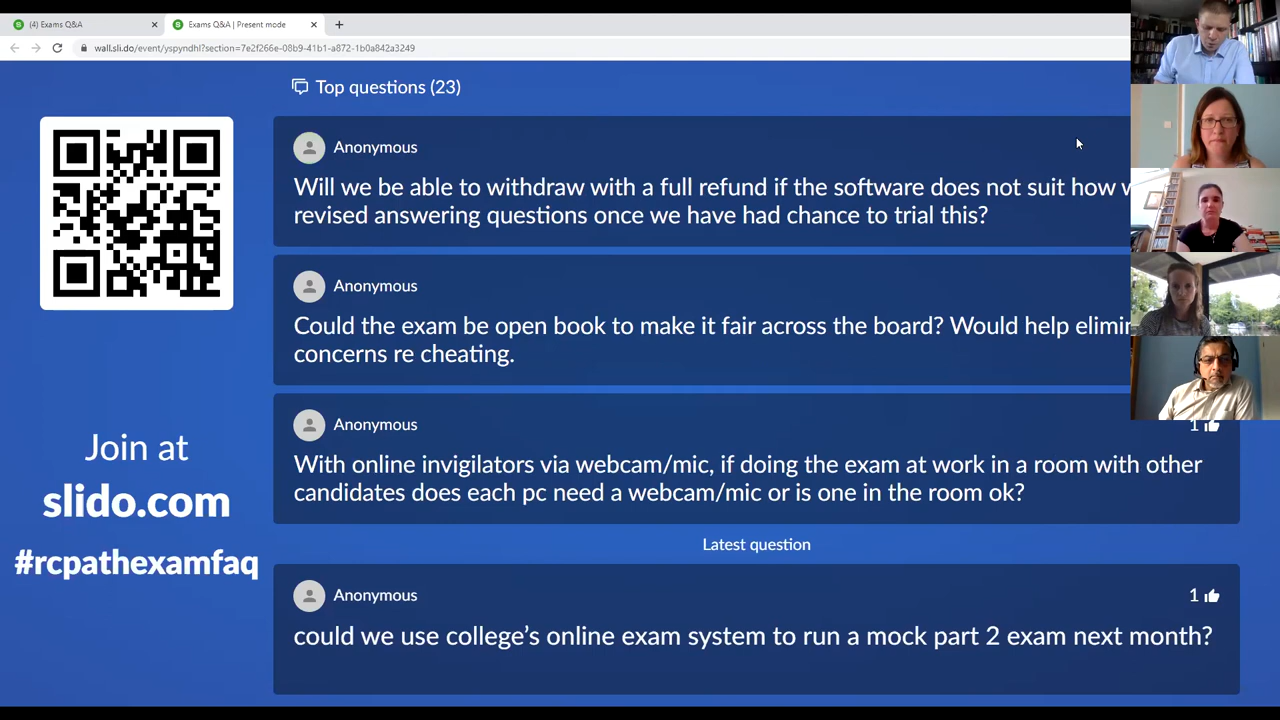 (4) Exams Q&A
Exams Q&A | Present mode
wall.sli.do/event/yspyndhl?section=7e2f266e-08b9-41b1-a872-1b0a842a3249
Top questions (23)
Anonymous
Will we be able to withdraw with a full refund if the software does not suit how
revised answering questions once we have had chance to trial this?
Anonymous
Could the exam be open book to make it fair across the board? Would help
concerns re cheating.
Anonymous
1
With online invigilators via webcam/mic, if doing the exam at work in a room with other
candidates does each pc need a webcam/mic or is one in the room ok?
Join at
slido.com
#rcpathexamfaq
Latest question
Anonymous
1
could we use college's online exam system to run a mock part 2 exam next month?